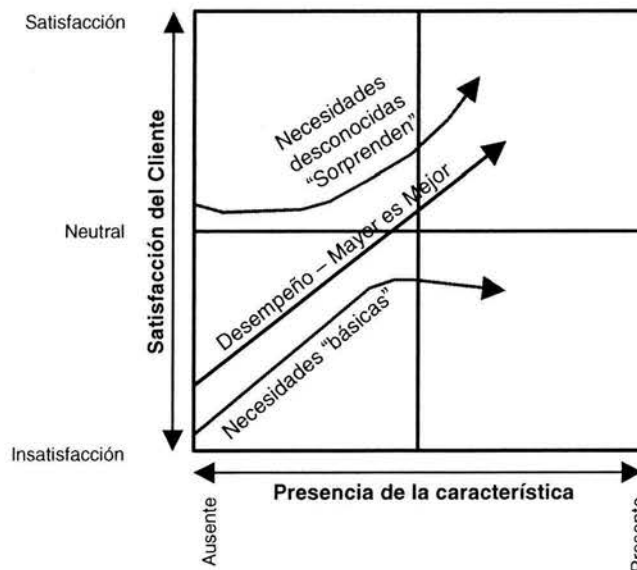 Satisfacción
Satisfacción del Cliente
Necesidades
desconocidas
"Sorprenden"
Neutral
Desempeño – Mayor es Mejor
Necesidades "básicas"
Insatisfacción
Presencia de la característica
Ausente
Presente